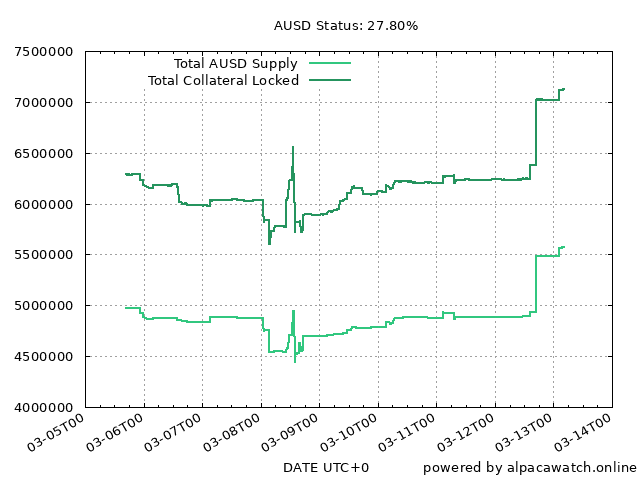 AUSD Status: 27.80%
7500000
Total AUSD Supply
Total Collateral Locked
7000000
6500000
6000000
5500000
5000000
4500000
4000000
03-05T00
03-06T00
03-07T00
03-08T00
03-09T00
03-10T00
03-11T00
03-12T00
03-13T00
03-14T00
DATE UTC+0
powered by alpacawatch.online